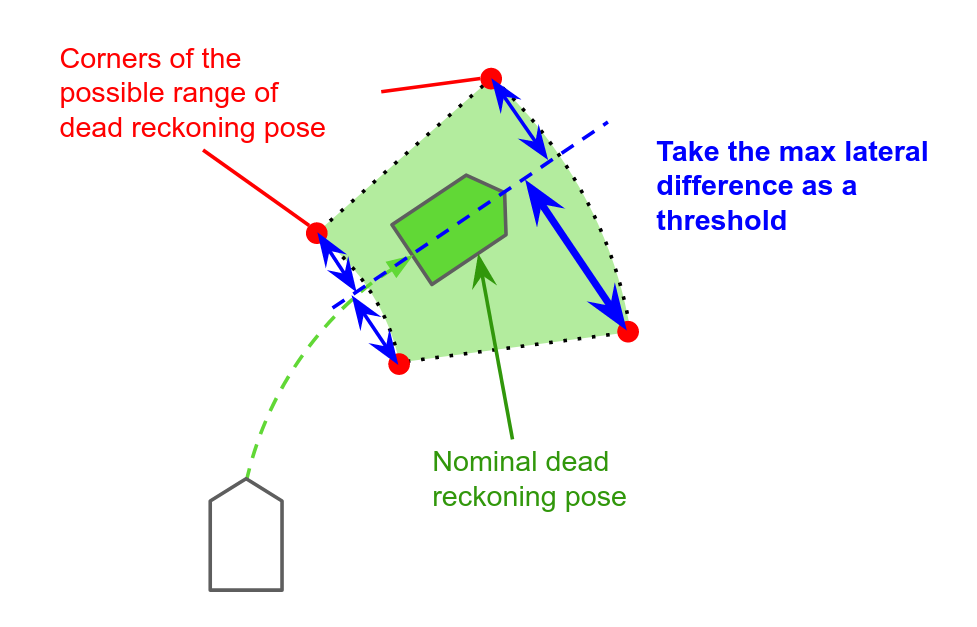 Corners of the
possible range of
dead reckoning pose
Take the max lateral
difference as a
threshold
Nominal dead
reckoning pose